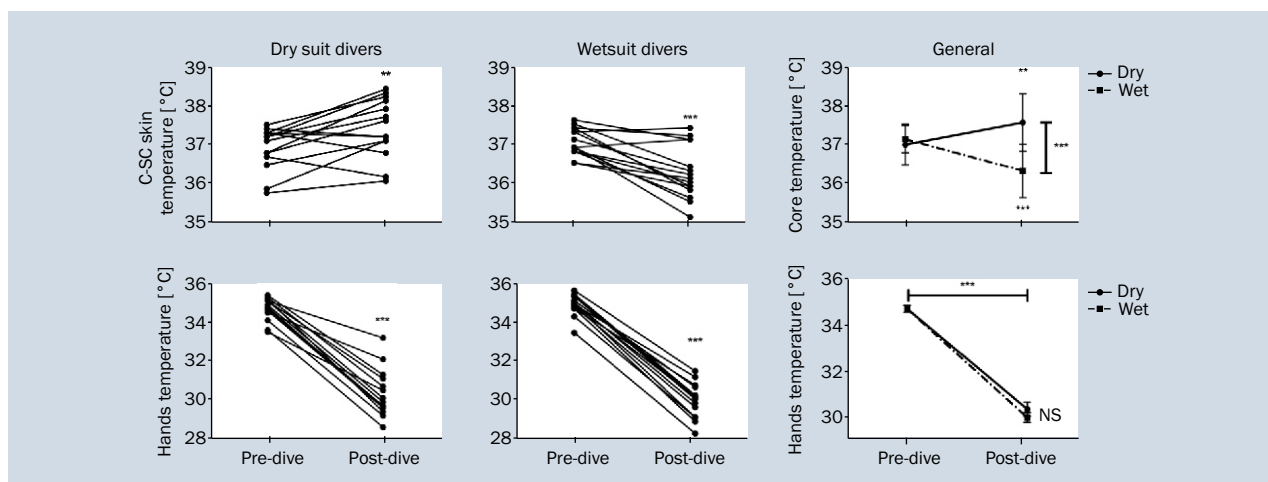 Dry suit divers
Wetsuit divers
General
C-SC skin
temperature [°C]
39
38
37
36
35
**
39
38
37
36
35
***
Core temperature [°C]
39
38
37
36
35
**
***
***
Dry
Wet
Hands temperature [°C]
36
34
32
30
28
***
Pre-dive
Post-dive
Hands temperature [°C]
36
34
32
30
28
***
Pre-dive
Post-dive
Hands temperature [°C]
36
34
30
30
***
NS
Pre-dive
Post-dive
Dry
Wet